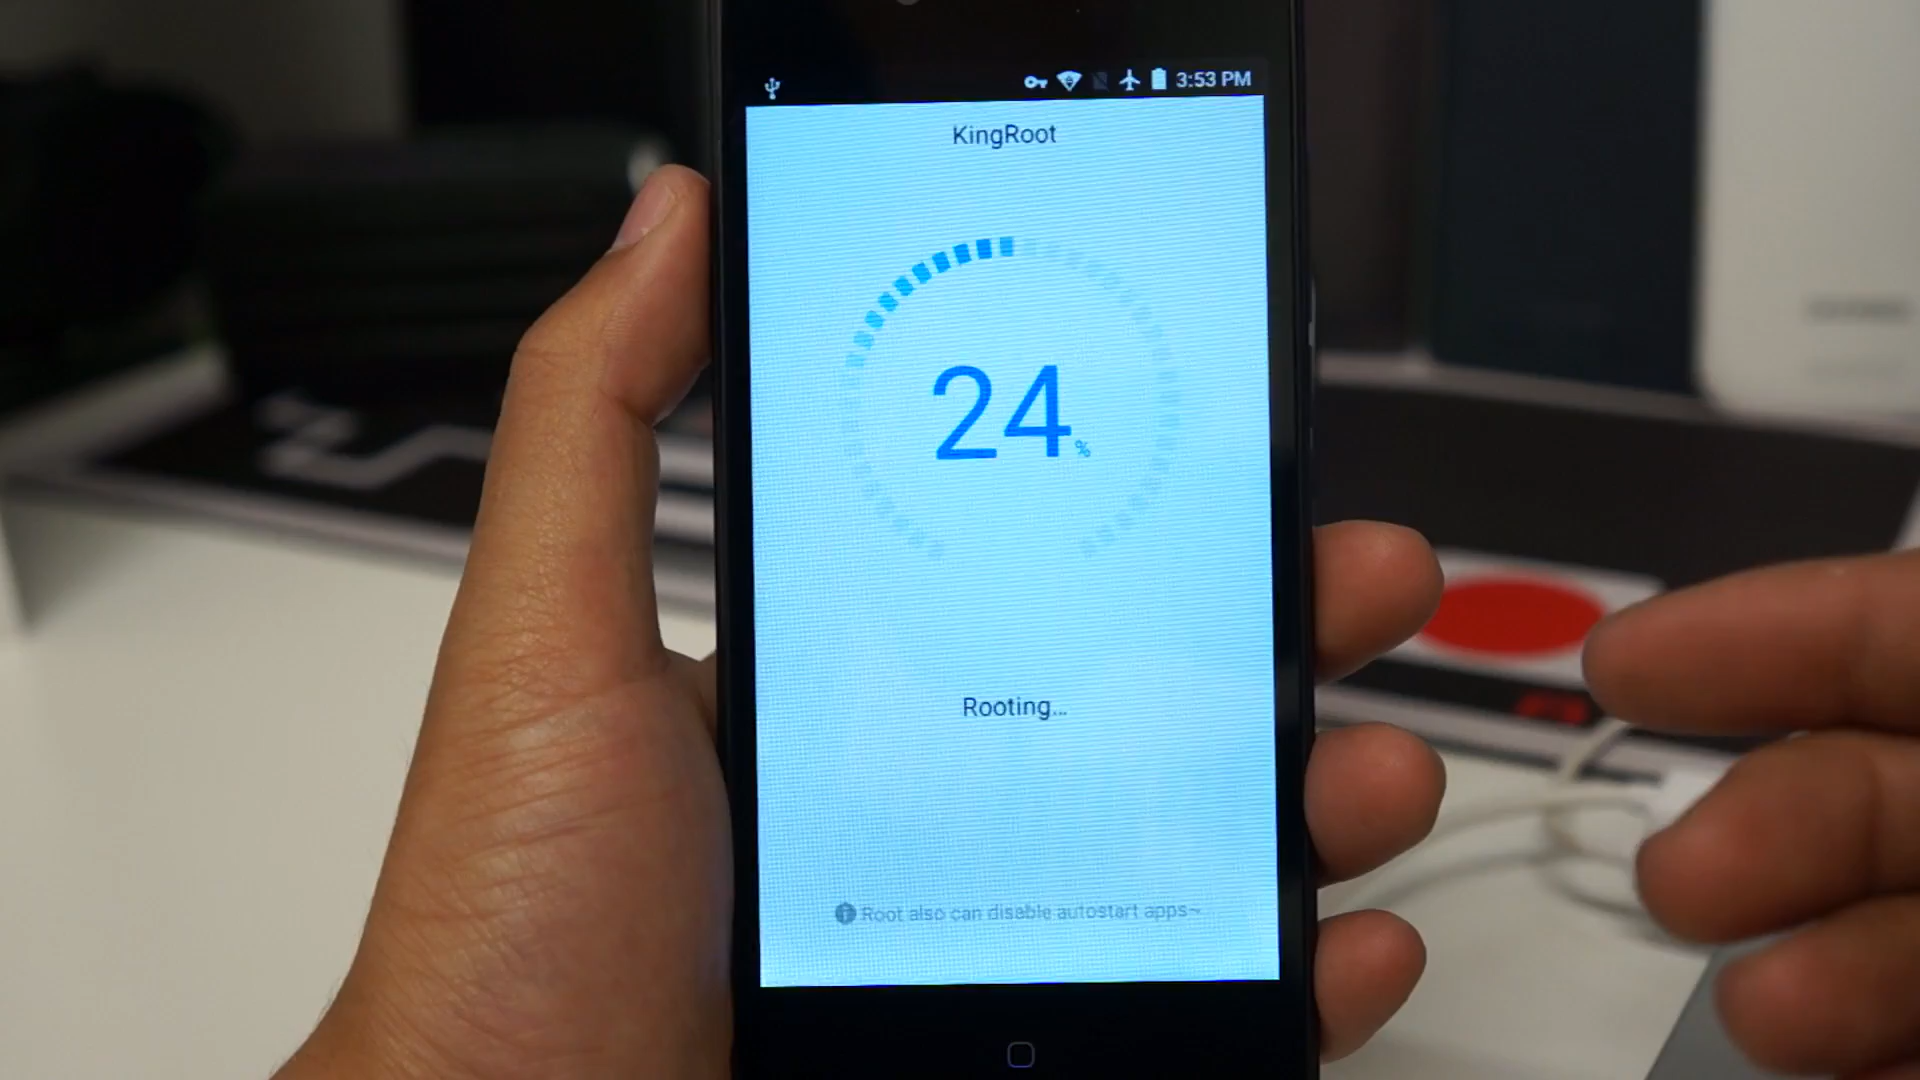 3:53 PM
KingRoot
24%
Rooting...
Root also can disable autostart apps~